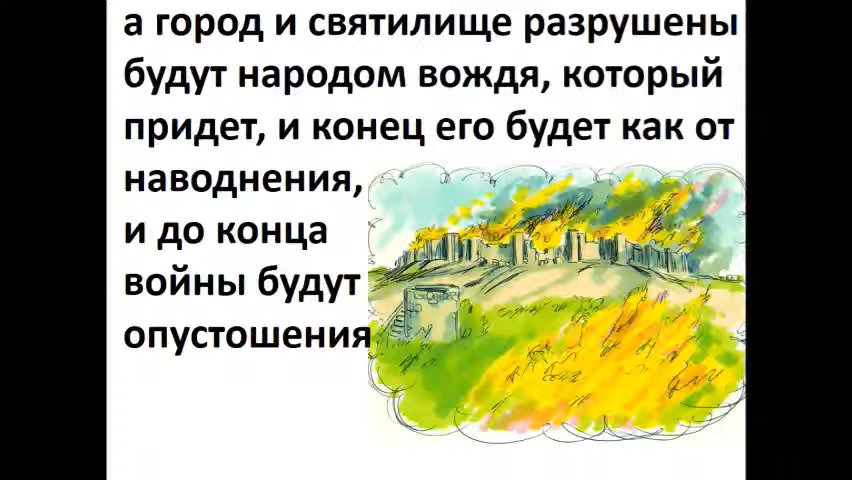 а город и святилище разрушены
будут народом вождя, который
придет, и конец его будет как от
наводнения,
и до конца
войны будут
опустошения